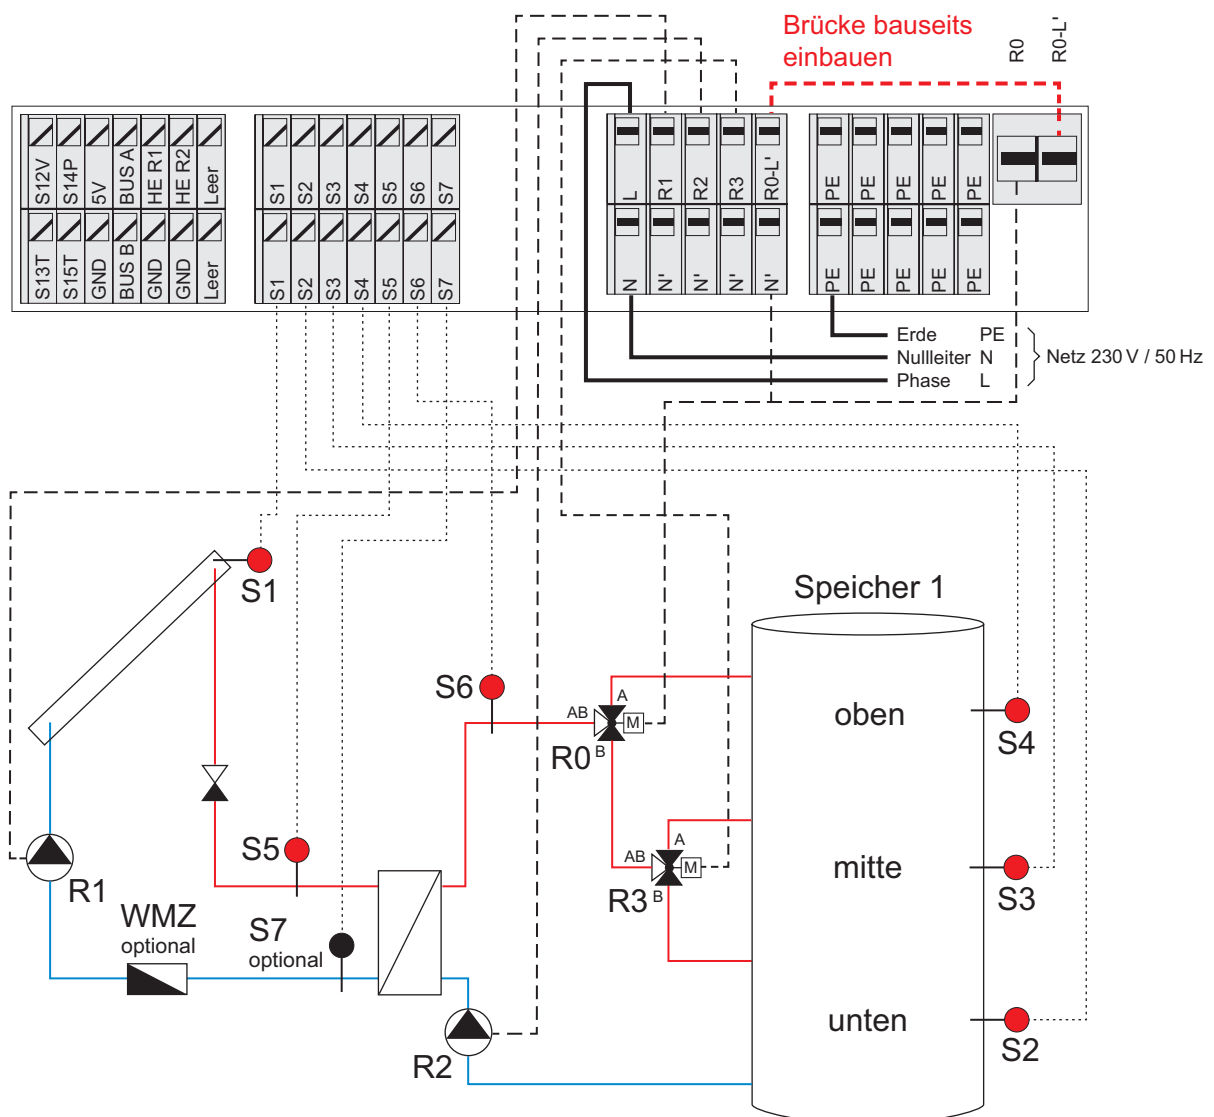 Brücke bauseits
einbauen
R0
R0-L'
S12V
S14P
5V
BUS A
HE R1
HE R2
Leer
S1
S2
S3
S4
S5
S6
S7
L
R1
R2
R3
R0-L'
PE
PE
PE
PE
PE
S13T
S15T
GND
BUS B
GND
GND
Leer
S1
S2
S3
S4
S5
S6
S7
N
N'
N'
N'
N'
PE
PE
PE
PE
PE
Erde PE
Nullleiter N
Phase L
Netz 230 V / 50 Hz
S1
Speicher 1
S6
A
AB
M
B
R0
oben
S4
S5
A
AB
M
B
R3
mitte
S3
R1
WMZ
optional
S7
optional
unten
S2
R2